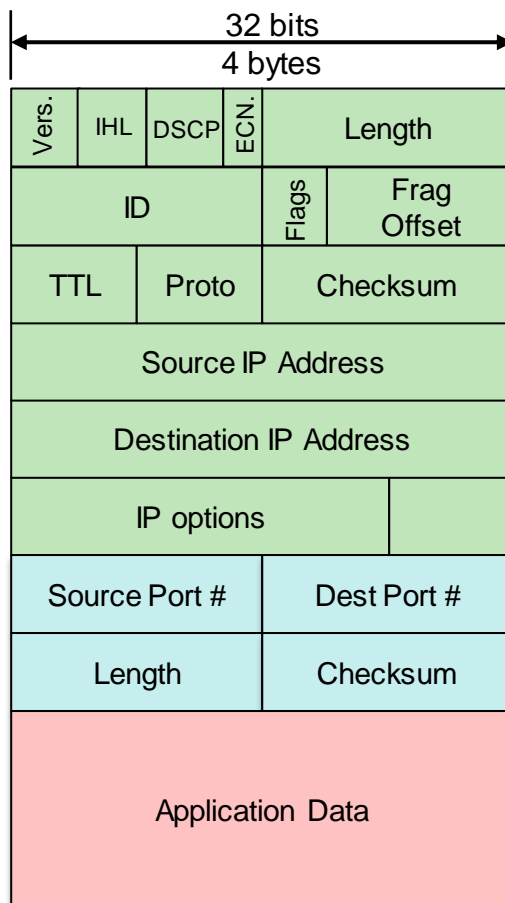 32 bits
4 bytes
Vers.
IHL
DSCP
ECN.
Length
ID
Flags
Frag
Offset
TTL
Proto
Checksum
Source IP Address
Destination IP Address
IP options
Source Port #
Dest Port #
Length
Checksum
Application Data